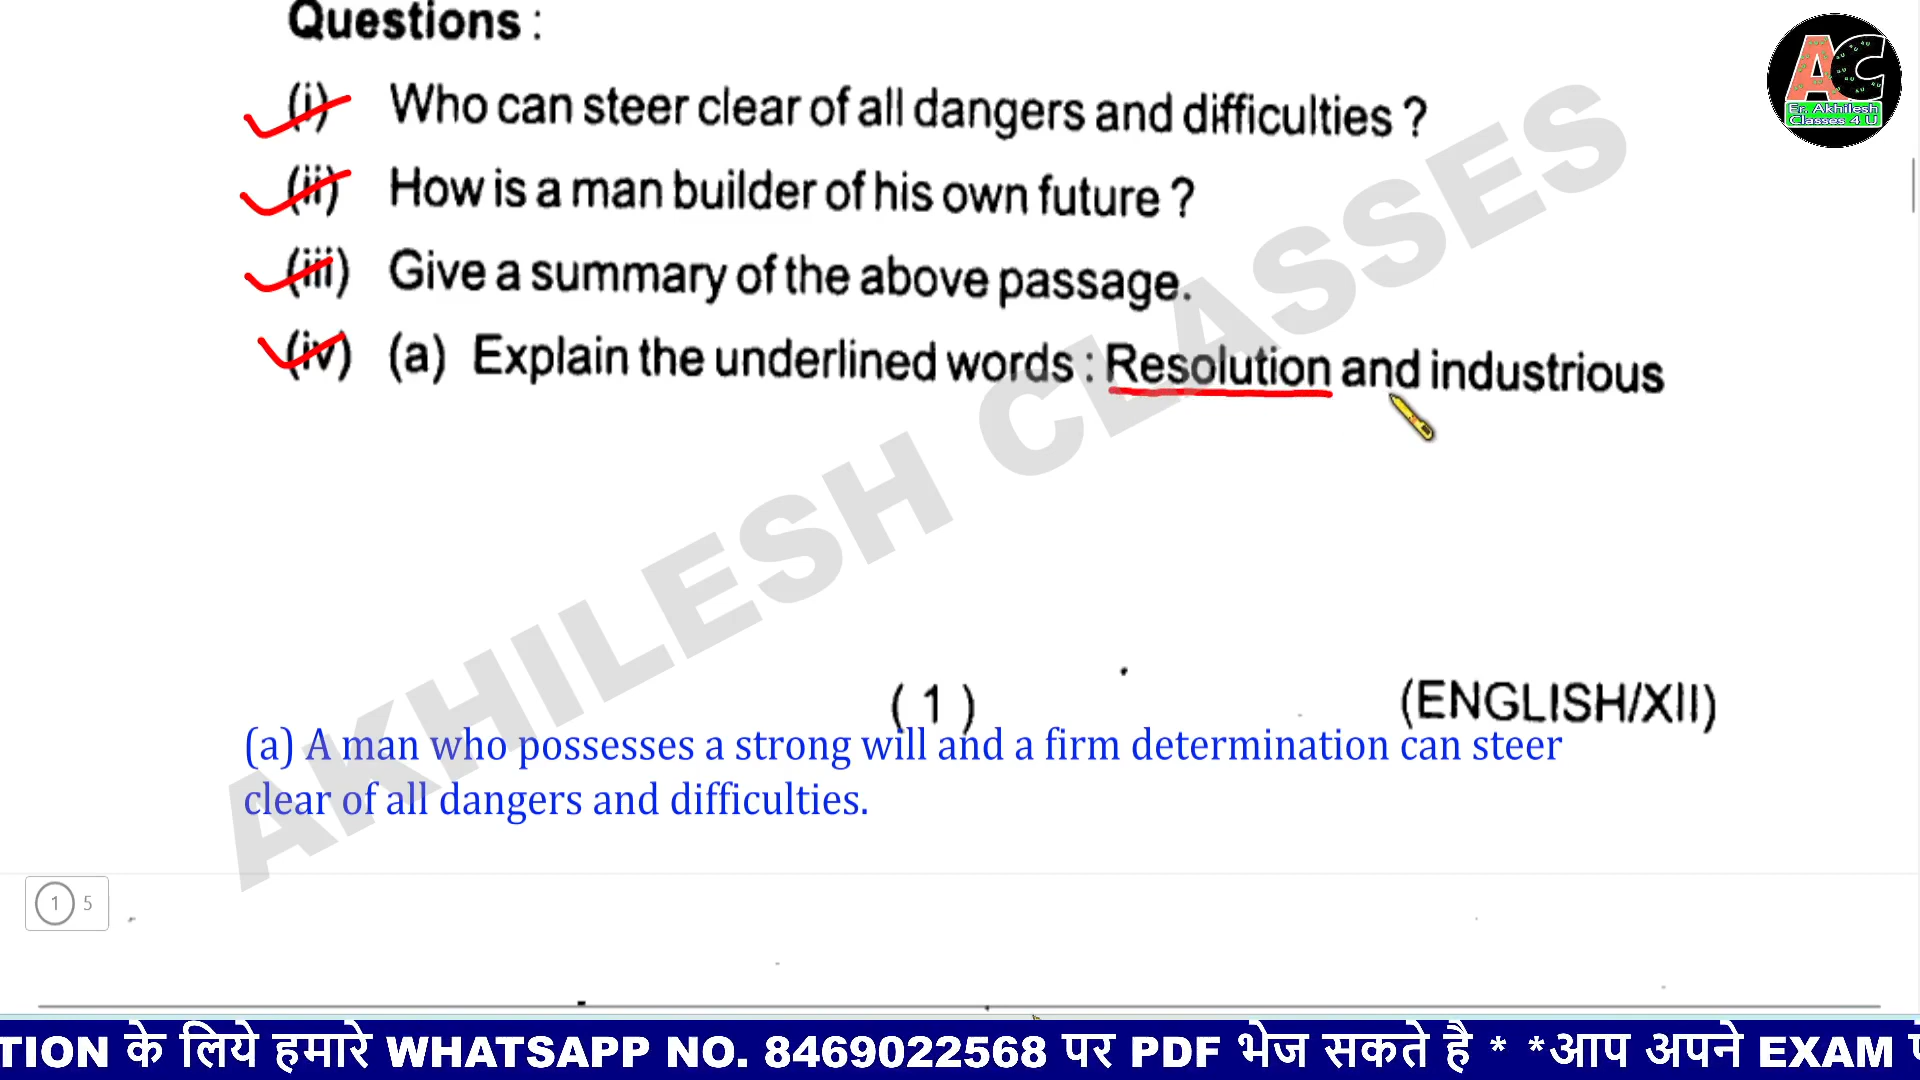 Questions :
(i) Who can steer clear of all dangers and difficulties ?
(ii) How is a man builder of his own future ?
(iii) Give a summary of the above passage.
(iv) (a) Explain the underlined words : Resolution and industrious
( 1 ) (ENGLISH/XII)
(a) A man who possesses a strong will and a firm determination can steer
clear of all dangers and difficulties.
AKHILESH CLASSES
AC
Er. Akhilesh
Classes 4 U
1 5
TION के लिये हमारे WHATSAPP NO. 8469022568 पर PDF भेज सकते है * *आप अपने EXAM